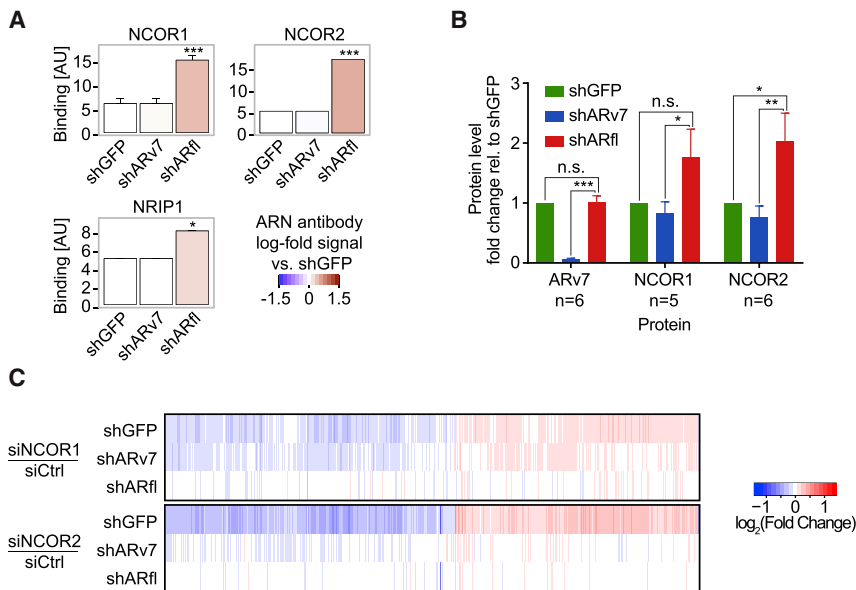 A
NCOR1
Binding [AU]
15
10
5
0
***
shGFP
shARv7
shARfl
NCOR2
15
10
5
0
***
shGFP
shARv7
shARfl
NRIP1
Binding [AU]
8
6
4
2
0
*
shGFP
shARv7
shARfl
ARN antibody
log-fold signal
vs. shGFP
-1.5 0 1.5
B
Protein level
fold change rel. to shGFP
3
2
1
0
shGFP
shARv7
shARfl
n.s.
***
n.s.
*
*
**
ARv7 NCOR1 NCOR2
n=6 n=5 n=6
Protein
C
siNCOR1
siCtrl
shGFP
shARv7
shARfl
siNCOR2
siCtrl
shGFP
shARv7
shARfl
−1 0 1
log2(Fold Change)